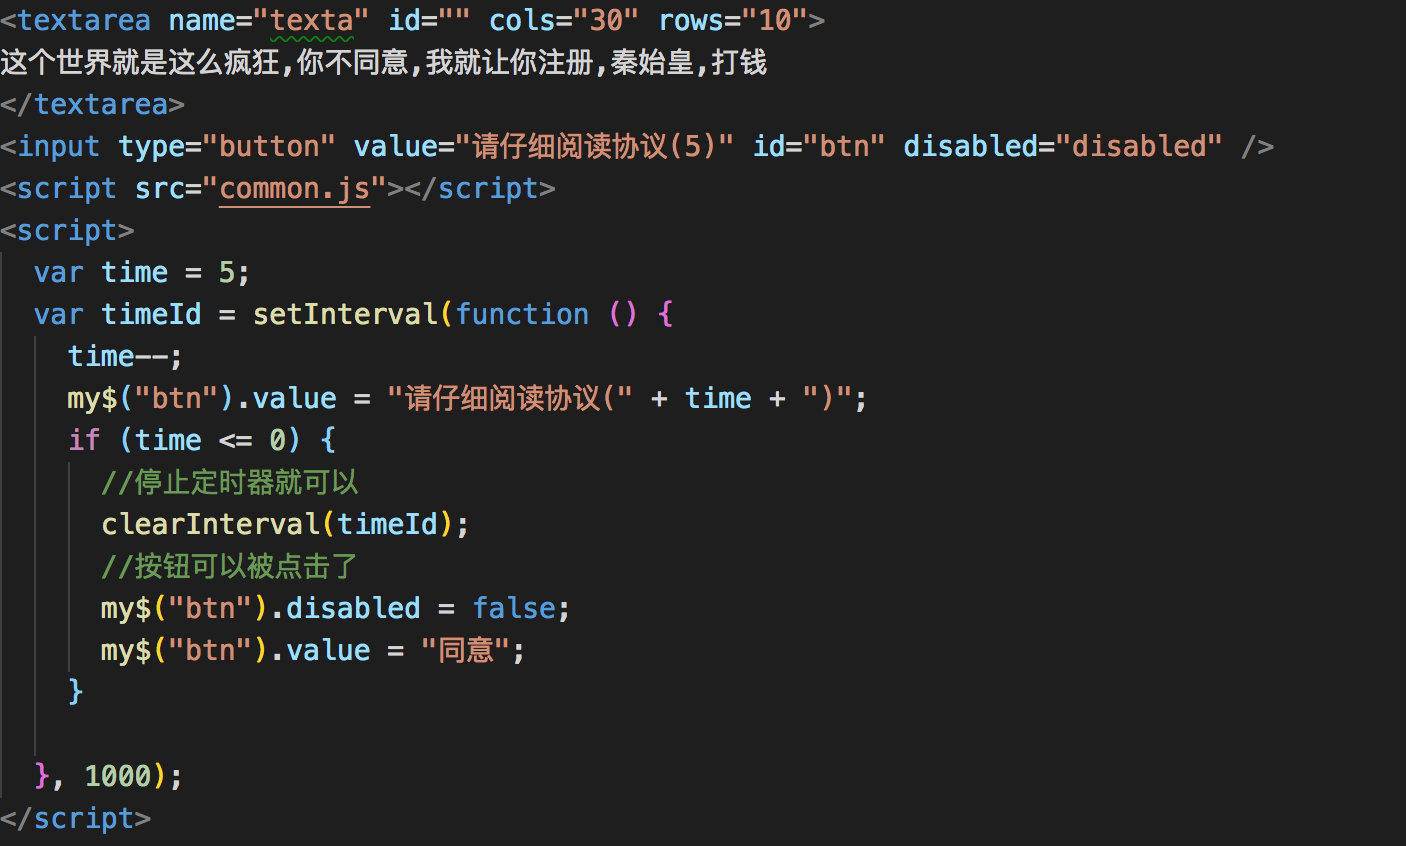 <textarea name="texta" id="" cols="30" rows="10">
这个世界就是这么疯狂,你不同意,我就让你注册,秦始皇,打钱
</textarea>
<input type="button" value="请仔细阅读协议(5)" id="btn" disabled="disabled" />
<script src="common.js"></script>
<script>
  var time = 5;
  var timeId = setInterval(function () {
    time--;
    my$("btn").value = "请仔细阅读协议(" + time + ")";
    if (time <= 0) {
      //停止定时器就可以
      clearInterval(timeId);
      //按钮可以被点击了
      my$("btn").disabled = false;
      my$("btn").value = "同意";
    }
  }, 1000);
</script>